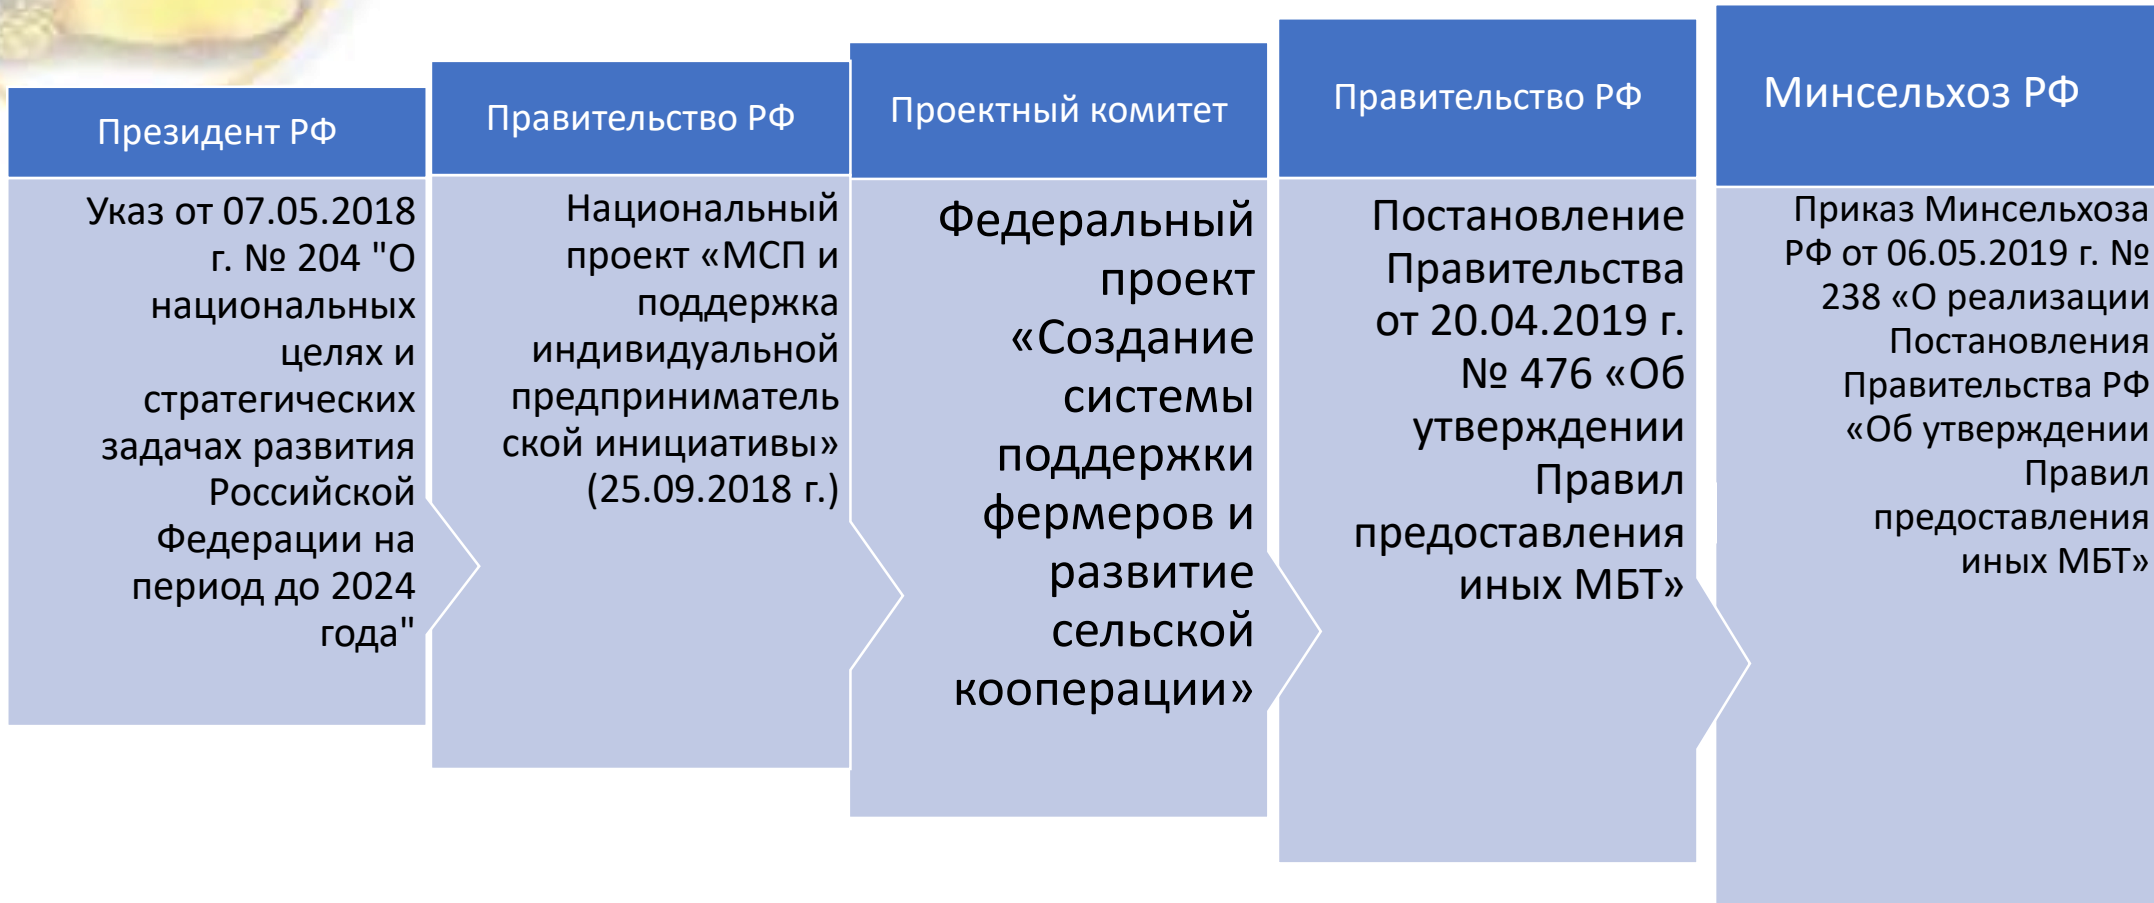 Президент РФ
Указ от 07.05.2018
г. № 204 "О
национальных
целях и
стратегических
задачах развития
Российской
Федерации на
период до 2024
года"
Правительство РФ
Национальный
проект «МСП и
поддержка
индивидуальной
предприниматель
ской инициативы»
(25.09.2018 г.)
Проектный комитет
Федеральный
проект
«Создание
системы
поддержки
фермеров и
развитие
сельской
кооперации»
Правительство РФ
Постановление
Правительства
от 20.04.2019 г.
№ 476 «Об
утверждении
Правил
предоставления
иных МБТ»
Минсельхоз РФ
Приказ Минсельхоза
РФ от 06.05.2019 г. №
238 «О реализации
Постановления
Правительства РФ
«Об утверждении
Правил
предоставления
иных МБТ»